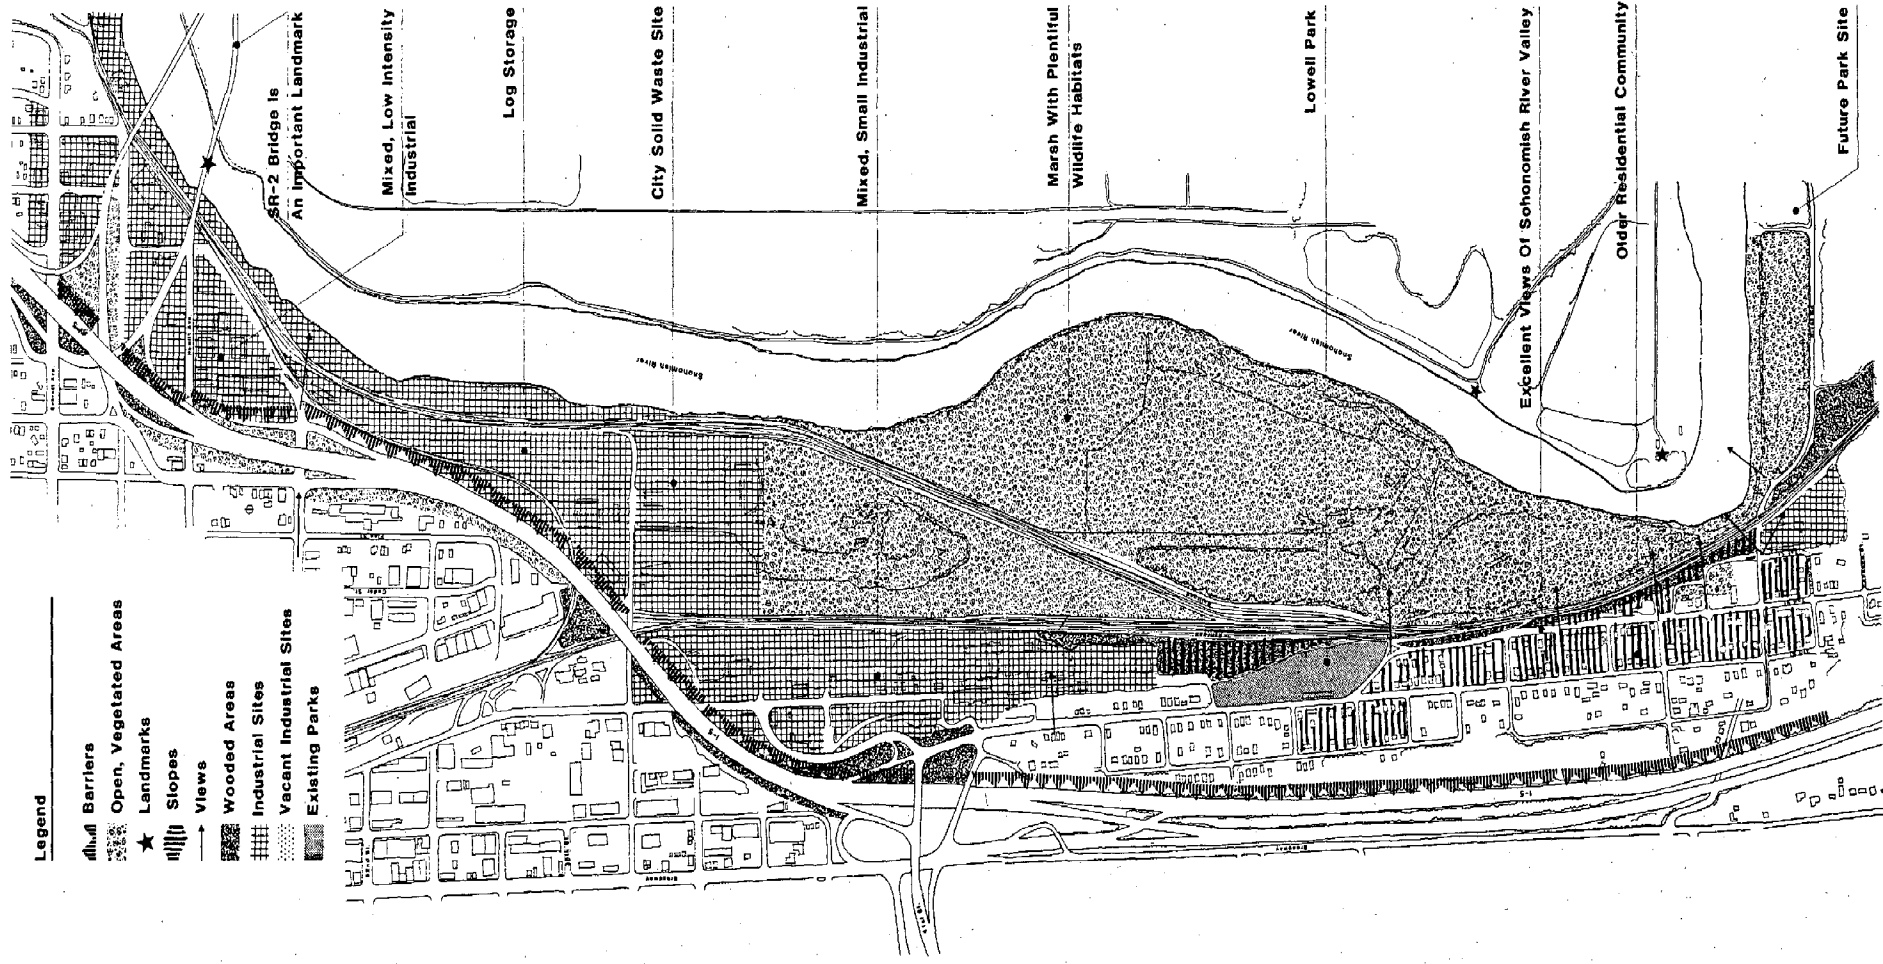 Legend
Barriers
Open, Vegetated Areas
Landmarks
Slopes
Views
Wooded Areas
Industrial Sites
Vacant Industrial Sites
Existing Parks
SR-2 Bridge Is
An Important Landmark
Mixed, Low Intensity
Industrial
Log Storage
City Solid Waste Site
Mixed, Small Industrial
Marsh With Plentiful
Wildlife Habitats
Lowell Park
Excellent Views Of Sohonomish River Valley
Older Residential Community
Future Park Site
Snohomish River
Snohomish River
I-5
I-5
Broadway
Broadway